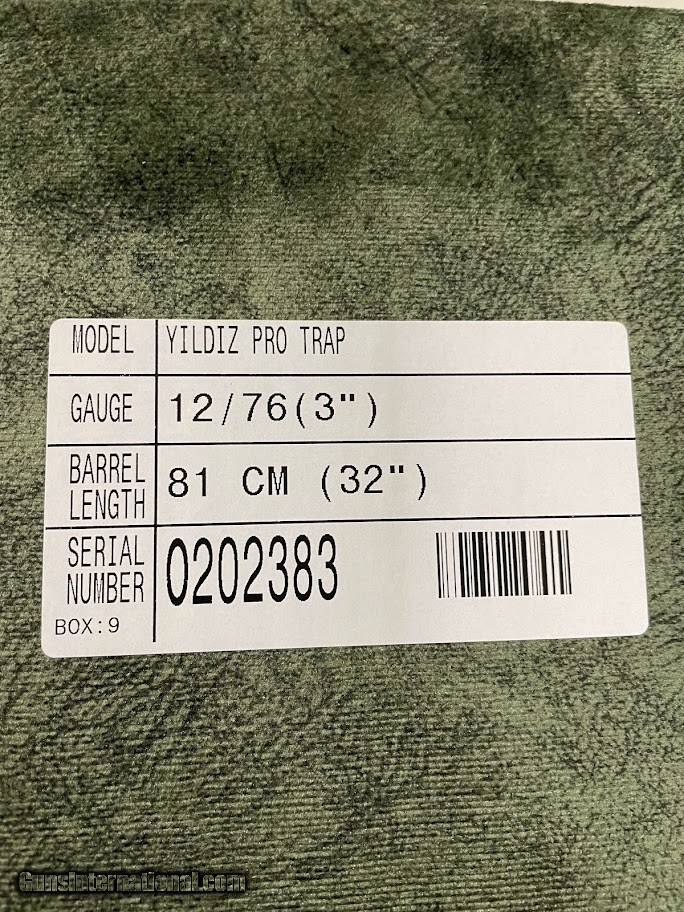 MODEL YILDIZ PRO TRAP
GAUGE 12/76(3")
BARREL LENGTH 81 CM (32")
SERIAL NUMBER 0202383
BOX:9
GunsInternational.com